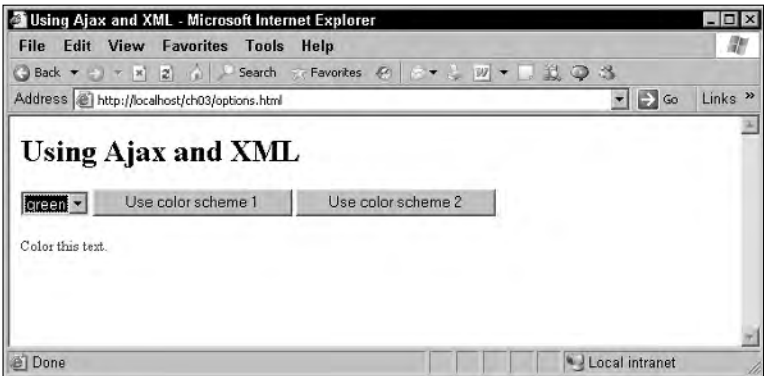 Using Ajax and XML - Microsoft Internet Explorer
File Edit View Favorites Tools Help
Back Search Favorites W
Address http://localhost/ch03/options.html Go Links »
Using Ajax and XML
green Use color scheme 1 Use color scheme 2
Color this text.
Done Local intranet